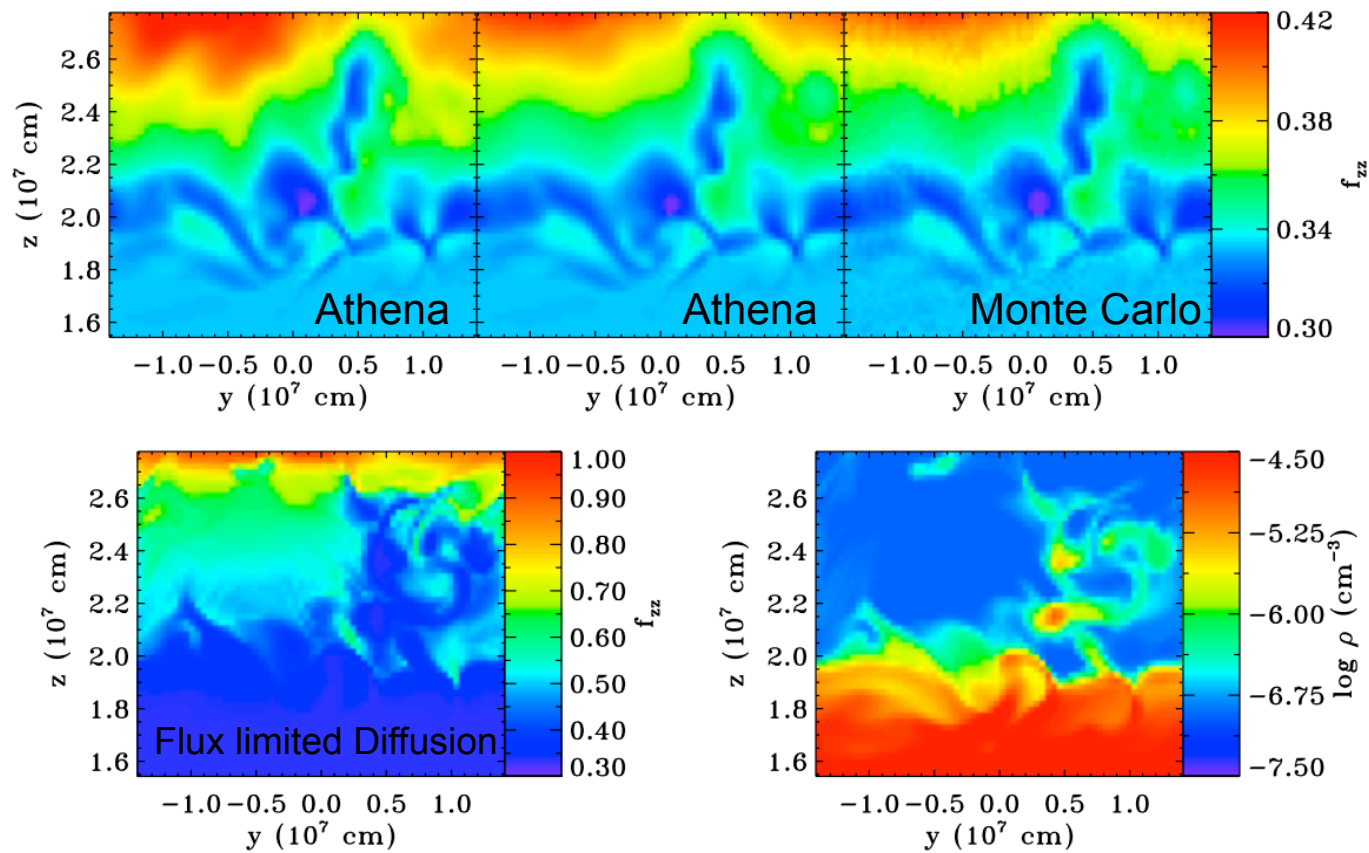 2.6
2.4
2.2
2.0
1.8
1.6
z (10⁷ cm)
Athena
Athena
Monte Carlo
0.42
0.38
0.34
0.30
f_zz
−1.0 −0.5 0.0 0.5 1.0
−1.0 −0.5 0.0 0.5 1.0
−1.0 −0.5 0.0 0.5 1.0
y (10⁷ cm)
y (10⁷ cm)
y (10⁷ cm)
2.6
2.4
2.2
2.0
1.8
1.6
z (10⁷ cm)
Flux limited Diffusion
1.00
0.90
0.80
0.70
0.60
0.50
0.40
0.30
f_zz
−1.0 −0.5 0.0 0.5 1.0
y (10⁷ cm)
2.6
2.4
2.2
2.0
1.8
1.6
z (10⁷ cm)
−4.50
−5.25
−6.00
−6.75
−7.50
log ρ (cm⁻³)
−1.0 −0.5 0.0 0.5 1.0
y (10⁷ cm)